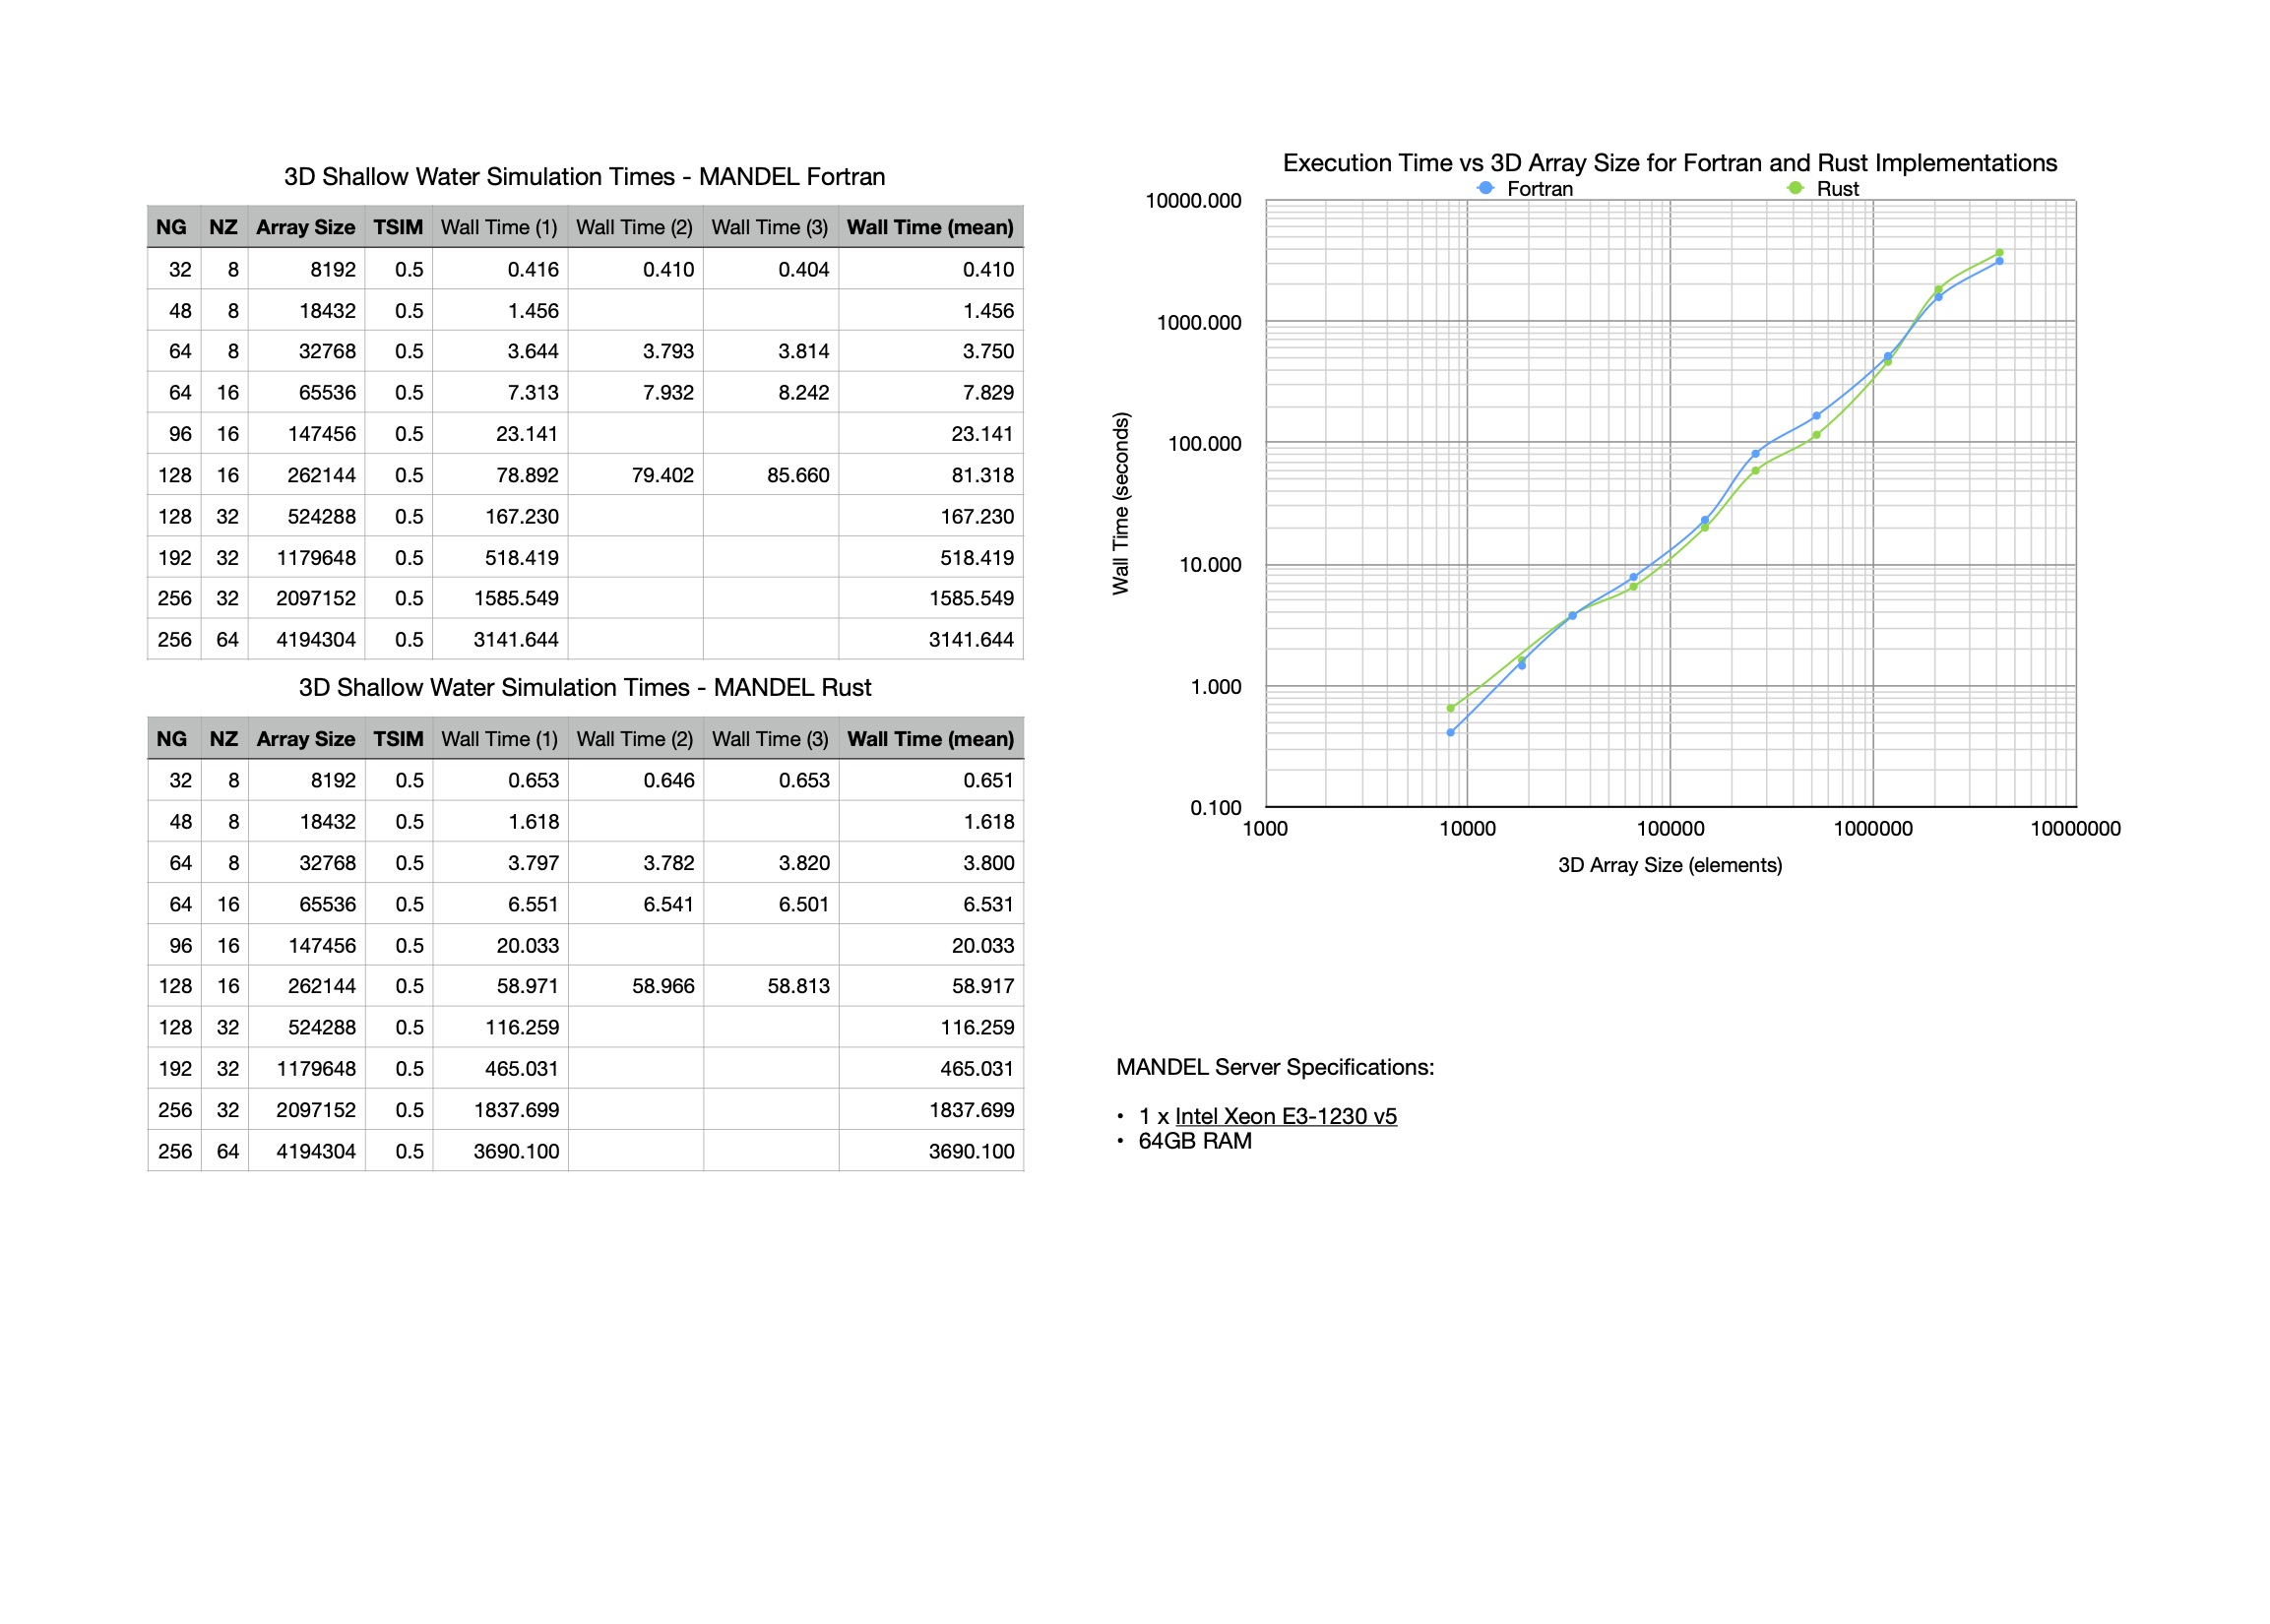 3D Shallow Water Simulation Times - MANDEL Fortran
NG NZ Array Size TSIM Wall Time (1) Wall Time (2) Wall Time (3) Wall Time (mean)
32 8 8192 0.5 0.416 0.410 0.404 0.410
48 8 18432 0.5 1.456 1.456
64 8 32768 0.5 3.644 3.793 3.814 3.750
64 16 65536 0.5 7.313 7.932 8.242 7.829
96 16 147456 0.5 23.141 23.141
128 16 262144 0.5 78.892 79.402 85.660 81.318
128 32 524288 0.5 167.230 167.230
192 32 1179648 0.5 518.419 518.419
256 32 2097152 0.5 1585.549 1585.549
256 64 4194304 0.5 3141.644 3141.644
3D Shallow Water Simulation Times - MANDEL Rust
NG NZ Array Size TSIM Wall Time (1) Wall Time (2) Wall Time (3) Wall Time (mean)
32 8 8192 0.5 0.653 0.646 0.653 0.651
48 8 18432 0.5 1.618 1.618
64 8 32768 0.5 3.797 3.782 3.820 3.800
64 16 65536 0.5 6.551 6.541 6.501 6.531
96 16 147456 0.5 20.033 20.033
128 16 262144 0.5 58.971 58.966 58.813 58.917
128 32 524288 0.5 116.259 116.259
192 32 1179648 0.5 465.031 465.031
256 32 2097152 0.5 1837.699 1837.699
256 64 4194304 0.5 3690.100 3690.100
Execution Time vs 3D Array Size for Fortran and Rust Implementations
Fortran Rust
10000.000
1000.000
100.000
10.000
1.000
0.100
Wall Time (seconds)
1000 10000 100000 1000000 10000000
3D Array Size (elements)
MANDEL Server Specifications:
• 1 x Intel Xeon E3-1230 v5
• 64GB RAM